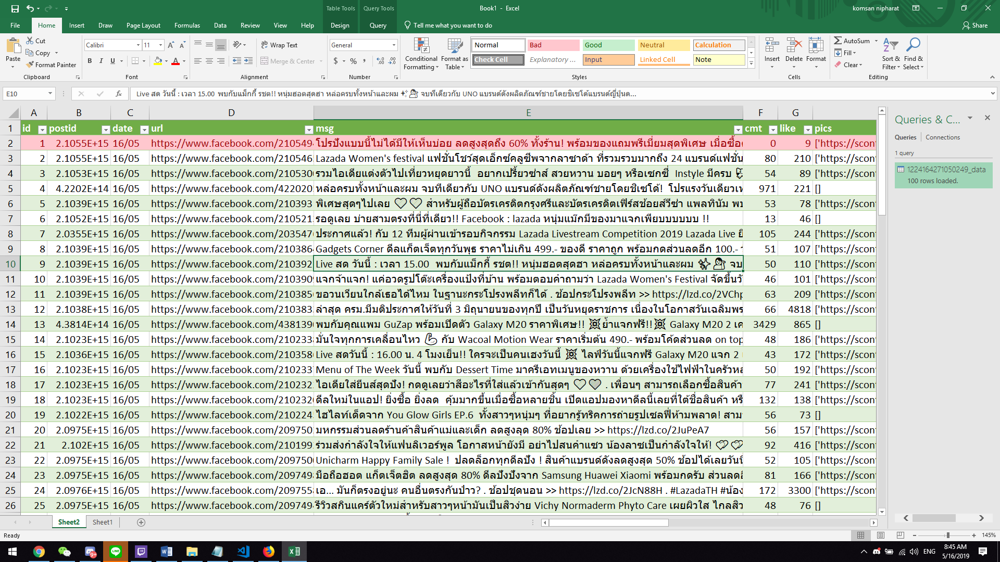 Table Tools
Query Tools
Book1 - Excel
komsan nipharat
File
Home
Insert
Draw
Page Layout
Formulas
Data
Review
View
Help
Design
Query
Tell me what you want to do
Share
Paste
Cut
Copy
Format Painter
Clipboard
Calibri
11
B I U
Font
Wrap Text
Merge & Center
Alignment
General
$ % ,
Number
Conditional Formatting
Format as Table
Normal
Bad
Good
Neutral
Calculation
Check Cell
Explanatory ...
Input
Linked Cell
Note
Styles
Insert
Delete
Format
Cells
AutoSum
Fill
Clear
Sort & Filter
Find & Select
Editing
E10
fx
Live สด วันนี้ : เวลา 15.00 พบกับแม็กกี้ รชต!! หนุ่มฮอตสุดฮา หล่อครบทั้งหน้าและผม จบทีเดียวกับ UNO แบรนด์ดังผลิตภัณฑ์ชายโดยชิเซโด้แบรนด์ญี่ปุ่นด...
A B C D E F G
1 id postid date url msg cmt like pics
2 1 2.1055E+15 16/05 https://www.facebook.com/2105494 โปรปังแบบนี้ไม่ได้มีให้เห็นบ่อย ลดสูงสุดถึง 60% ทั้งร้าน! พร้อมของแถมพรีเมี่ยมสุดพิเศษ เมื่อซื้อ 0 9 ['https://scon
3 2 2.1055E+15 16/05 https://www.facebook.com/210546 Lazada Women's festival แฟชั่นโชว์สุดเอ็กซ์คลูซีพจากลาซาด้า ที่รวมรวบมากถึง 24 แบรนด์แฟชั่น 80 210 ['https://scon
4 3 2.1053E+15 16/05 https://www.facebook.com/210530 รวมไอเดียแต่งตัวไปเที่ยวหยุดยาวนี้ อยากเปรี้ยวซ่าส์ สวยหวาน บอยๆ หรือเซกซี่ Instyle มีครบ 54 89 ['https://scon
5 4 4.2202E+14 16/05 https://www.facebook.com/422020 หล่อครบทั้งหน้าและผม จบทีเดียวกับ UNO แบรนด์ดังผลิตภัณฑ์ชายโดยชิเซโด้! โปรแรงวันเดียวเท 971 221 []
6 5 2.1039E+15 16/05 https://www.facebook.com/210393 พิเศษสุดๆไปเลย ♡♡ สำหรับผู้ถือบัตรเครดิตกรุงศรีและบัตรเครดิตเฟิร์สช้อยส์วีซ่า แพลทินัม พบ 53 78 ['https://scon
7 6 2.1052E+15 16/05 https://www.facebook.com/210521 รอดูเลย บ่ายสามตรงที่นี่ที่เดียว!! Facebook : lazada หนุ่มแม๊กมีของมาแจกเพียบบบบบบ !! 13 46 []
8 7 2.0355E+15 16/05 https://www.facebook.com/203547 ประกาศแล้ว! กับ 12 ทีมผู้ผ่านเข้ารอบกิจกรรม Lazada Livestream Competition 2019 Lazada Live ยิ 105 244 ['https://scon
9 8 2.1039E+15 16/05 https://www.facebook.com/210386 Gadgets Corner ดีลแก็ตเจ็ตทุกวันพุธ ราคาไม่เกิน 499.- ของดี ราคาถูก พร้อมกดส่วนลดอีก 100.- 51 107 ['https://scon
10 9 2.1039E+15 16/05 https://www.facebook.com/210392 Live สด วันนี้ : เวลา 15.00 พบกับแม็กกี้ รชต!! หนุ่มฮอตสุดฮา หล่อครบทั้งหน้าและผม จบ 50 110 ['https://scon
11 10 2.1039E+15 16/05 https://www.facebook.com/210390 แจกจ้าแจก! แค่อวดรูปโต๊ะเครื่องแป้งที่บ้าน พร้อมตอบคำถามว่า Lazada Women's Festival จัดขึ้นวั 46 101 ['https://scon
12 11 2.1039E+15 16/05 https://www.facebook.com/210385 ขอวนเวียนใกล้เธอได้ไหม ในฐานะกระโปรงพลีทก็ได้ . ช้อปกระโปรงพลีท >> https://lzd.co/2VChp 63 209 ['https://scon
13 12 2.1038E+15 16/05 https://www.facebook.com/210383 ล่าสุด ครม.มีมติประกาศให้วันที่ 3 มิถุนายนของทุกปี เป็นวันหยุดราชการ เนื่องในโอกาสวันเฉลิมพร 66 4818 ['https://scon
14 13 4.3814E+14 16/05 https://www.facebook.com/438139 พบกับคุณแพม GuZap พร้อมเปิดตัว Galaxy M20 ราคาพิเศษ!! ย้ำแจกฟรี!! Galaxy M20 2 เค 3429 865 []
15 14 2.1023E+15 16/05 https://www.facebook.com/210233 มั่นใจทุกการเคลื่อนไหว กับ Wacoal Motion Wear ราคาเริ่มต้น 490.- พร้อมโค้ดส่วนลด on top 48 186 ['https://scon
16 15 2.1036E+15 16/05 https://www.facebook.com/210358 Live สดวันนี้ : 16.00 น. 4 โมงเย็น!! ใครจะเป็นคนเฮงวันนี้ ไลฟ์วันนี้แจกฟรี Galaxy M20 แจก 2 43 172 ['https://scon
17 16 2.1023E+15 16/05 https://www.facebook.com/210233 Menu of The Week วันนี้ พบกับ Dessert Time มาครีเอทเมนูของหวาน ด้วยเครื่องใช้ไฟฟ้าในครัวหล 50 192 ['https://scon
18 17 2.1023E+15 16/05 https://www.facebook.com/210232 ไอเดียใส่ยีนส์สุดปัง! กดดูเลยว่าสีอะไรที่ใส่แล้วเข้ากันสุดๆ . เพื่อนๆ สามารถเลือกซื้อสินค้า 77 241 ['https://scon
19 18 2.1023E+15 16/05 https://www.facebook.com/210232 ดีลใหม่ในแอป! ยิ่งซื้อ ยิ่งลด คุ้มมากขึ้นเมื่อซื้อหลายชิ้น เปิดแอปมองหาดีลนี้เลยที่ใต้ชื่อสินค้า หรื 132 138 ['https://scon
20 19 2.1022E+15 16/05 https://www.facebook.com/210224 ไฮไลท์เด็ดจาก You Glow Girls EP.6 ทั้งสาวๆหนุ่มๆ ที่อยากรู้ทริคการถ่ายรูปเซลฟี่ห้ามพลาด! สาม 56 73 []
21 20 2.0975E+15 16/05 https://www.facebook.com/209750 มหกรรมส่วนลดร้านค้าสินค้าแม่และเด็ก ลดสูงลุด 80% ช้อปเลย >> https://lzd.co/2JuPeA7 56 157 ['https://scon
22 21 2.102E+15 16/05 https://www.facebook.com/210199 ร่วมส่งกำลังใจให้แฟนลิเวอร์พูล โอกาสหน้ายังมี อย่าไปสนคำแซว น้องลาซเป็นกำลังใจให้! 92 416 ['https://scon
23 22 2.0975E+15 16/05 https://www.facebook.com/209750 Unicharm Happy Family Sale ! ปลดล็อกทุกดีลปัง ! สินค้าแบรนด์ดังลดสูงสุด 50% ช้อปได้เลยวันนี 52 105 ['https://scon
24 23 2.0975E+15 16/05 https://www.facebook.com/209749 มือถือฮอต แก็ตเจ็ตฮิต ลดสูงสุด 80% ดีลปังปังจาก Samsung Huawei Xiaomi พร้อมกดรับ ส่วนลดอี 81 166 ['https://scon
25 24 2.0976E+15 16/05 https://www.facebook.com/209755 เอ... มันก็ตรงอยู่นะ คนอื่นตรงกันป่าว? . ช้อปชุดนอน >> https://lzd.co/2JcN88H . #LazadaTH #น้อง 172 3300 ['https://scon
26 25 2.0975E+15 16/05 https://www.facebook.com/209749 รีวิวสกินแคร์ตัวใหม่สำหรับสาวๆหน้ามันเป็นสิวง่าย Vichy Normaderm Phyto Care เผยผิวใส ไกลสิว 48 76 []
Queries & C...
Queries
Connections
1 query
1224164271050249_data
100 rows loaded.
Sheet2
Sheet1
Ready
145%
9+
LINE
ENG
8:45 AM
5/16/2019